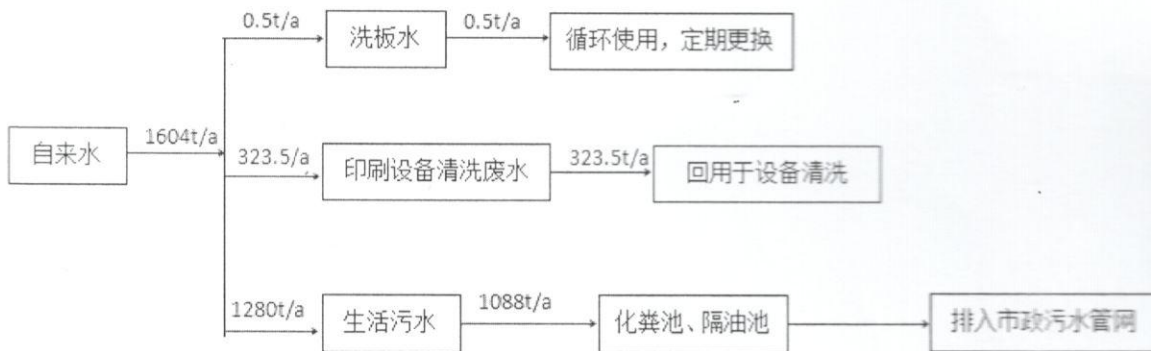 0.5t/a
洗板水
0.5t/a
循环使用，定期更换
自来水
1604t/a
323.5/a
印刷设备清洗废水
323.5t/a
回用于设备清洗
1280t/a
生活污水
1088t/a
化粪池、隔油池
排入市政污水管网